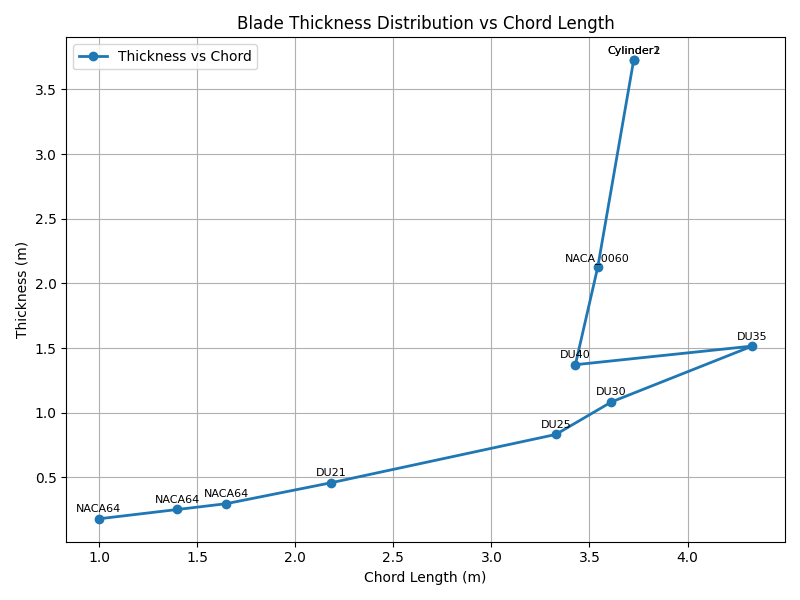 Blade Thickness Distribution vs Chord Length
Thickness vs Chord
Thickness (m)
3.5
3.0
2.5
2.0
1.5
1.0
0.5
NACA_0060
DU40
DU35
DU30
DU25
DU21
NACA64
NACA64
NACA64
1.0 1.5 2.0 2.5 3.0 3.5 4.0
Chord Length (m)